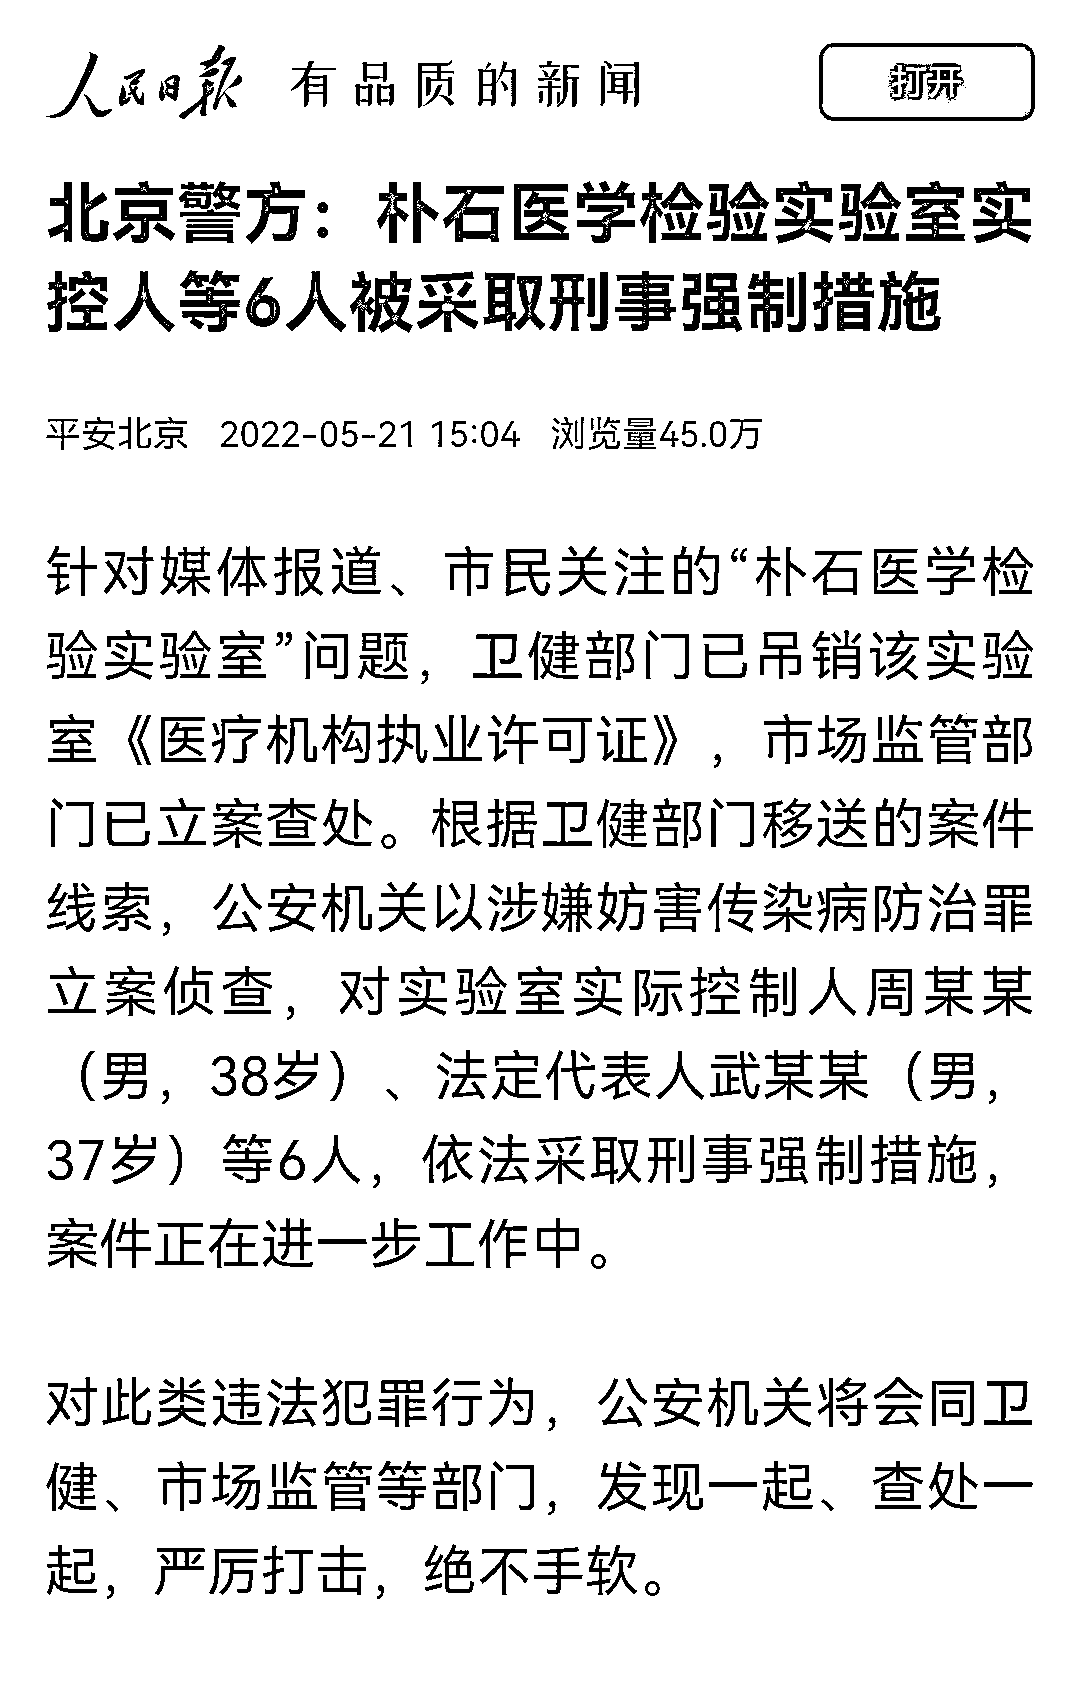 人民日报 有品质的新闻 打开
北京警方：朴石医学检验实验室实
控人等6人被采取刑事强制措施
平安北京 2022-05-21 15:04 浏览量45.0万
针对媒体报道、市民关注的“朴石医学检
验实验室”问题，卫健部门已吊销该实验
室《医疗机构执业许可证》，市场监管部
门已立案查处。根据卫健部门移送的案件
线索，公安机关以涉嫌妨害传染病防治罪
立案侦查，对实验室实际控制人周某某
（男，38岁）、法定代表人武某某（男，
37岁）等6人，依法采取刑事强制措施，
案件正在进一步工作中。
对此类违法犯罪行为，公安机关将会同卫
健、市场监管等部门，发现一起、查处一
起，严厉打击，绝不手软。